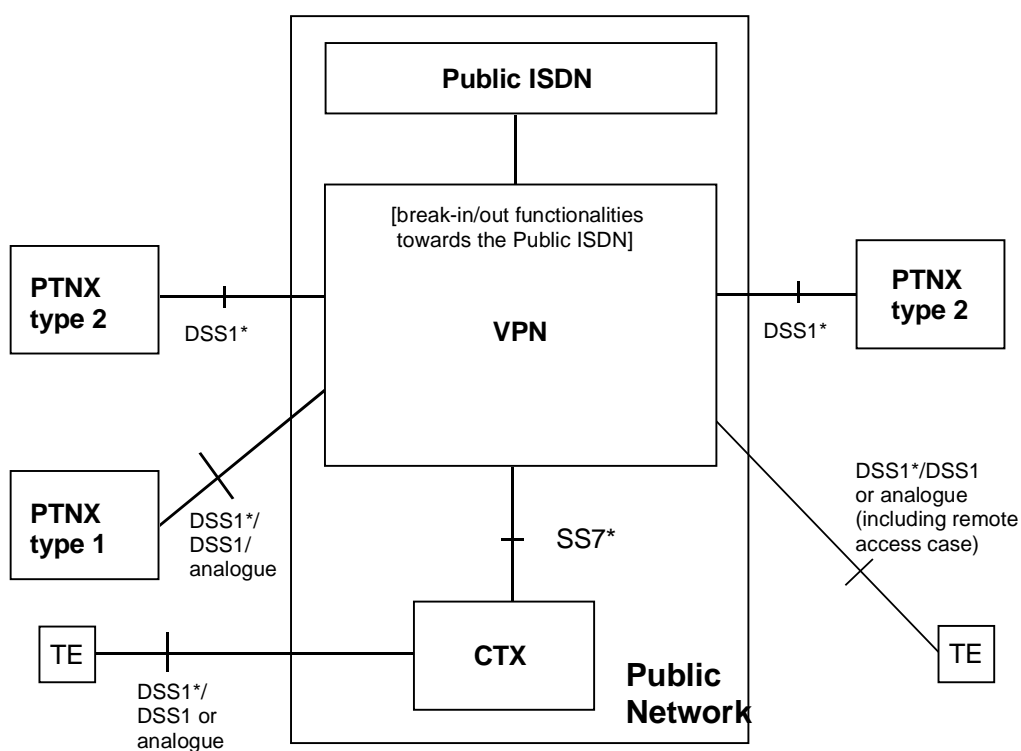 Public ISDN
[break-in/out functionalities
towards the Public ISDN]
VPN
PTNX
type 2
DSS1*
PTNX
type 2
DSS1*
PTNX
type 1
DSS1*/
DSS1/
analogue
DSS1*/DSS1
or analogue
(including remote
access case)
SS7*
TE
DSS1*/
DSS1 or
analogue
CTX
Public
Network
TE